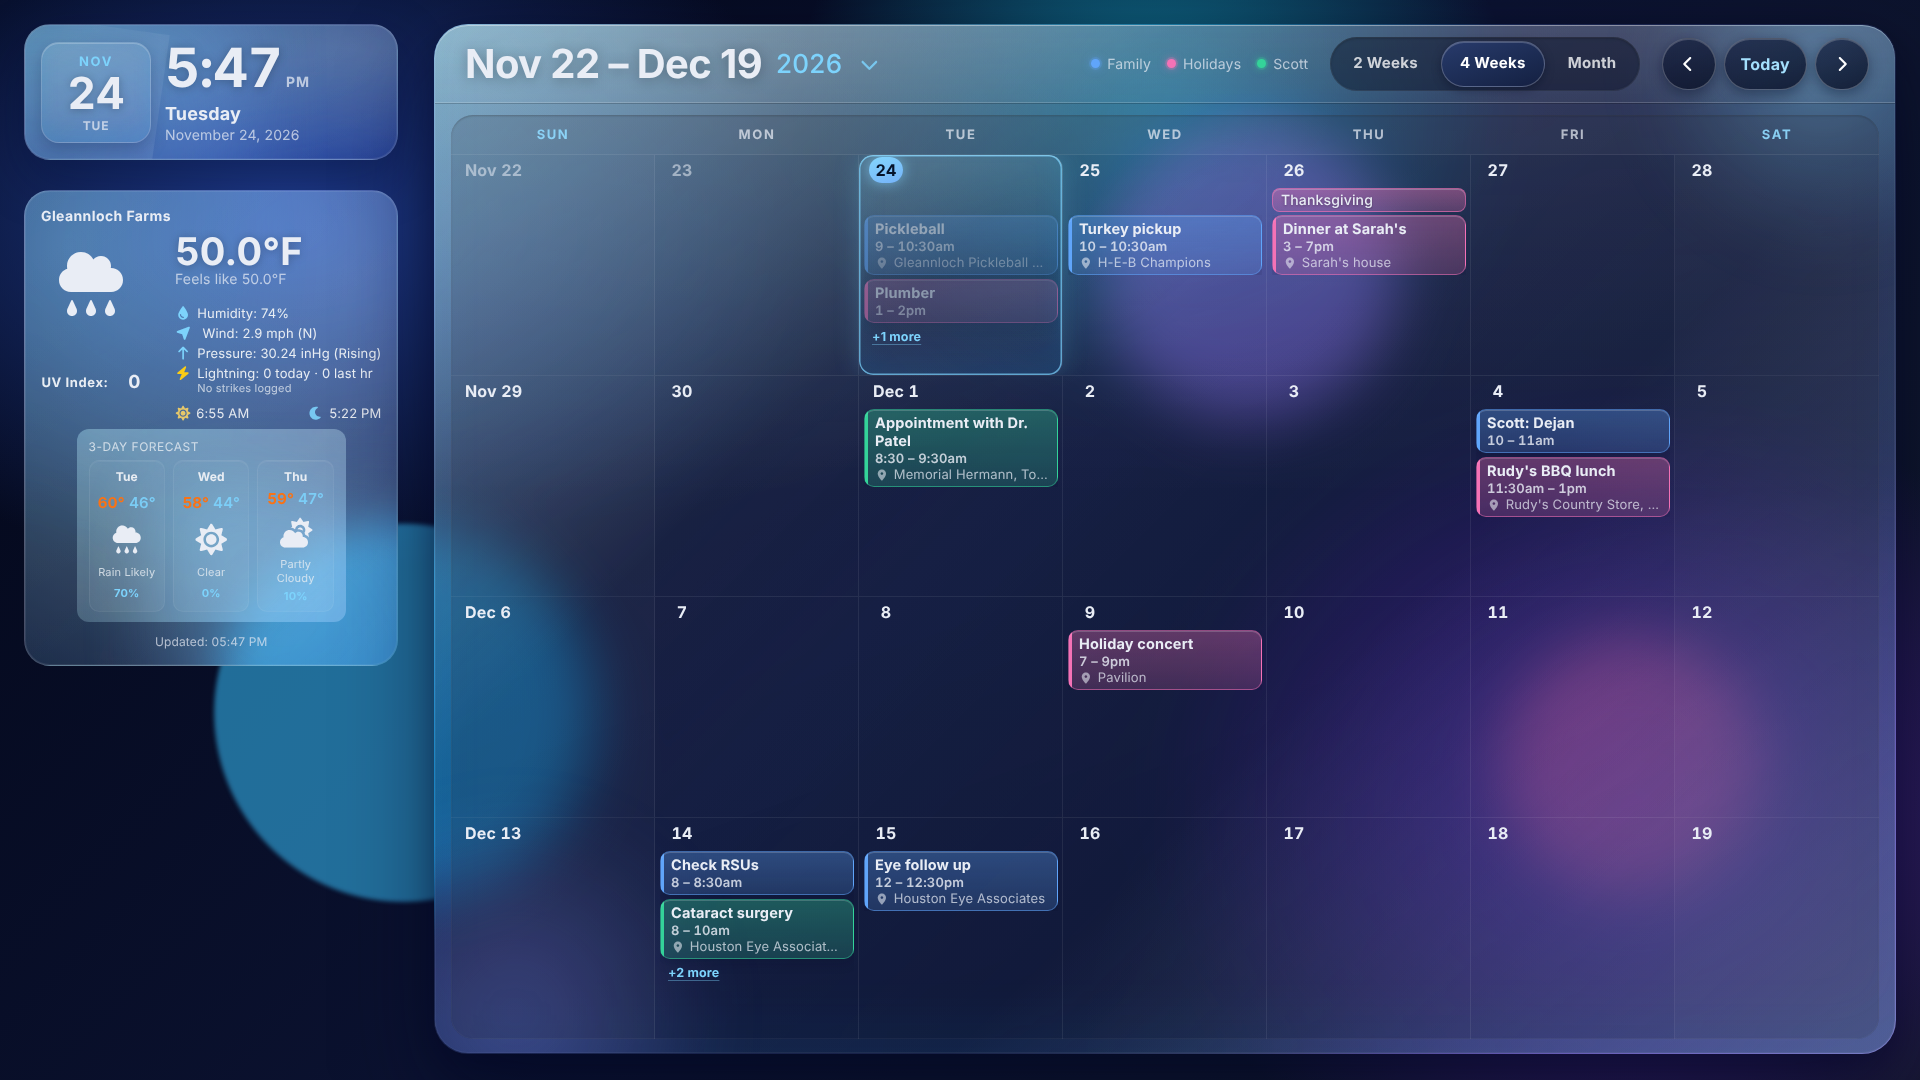 NOV
24
TUE
5:47 PM
Tuesday
November 24, 2026
Gleannloch Farms
50.0°F
Feels like 50.0°F
Humidity: 74%
Wind: 2.9 mph (N)
Pressure: 30.24 inHg (Rising)
Lightning: 0 today · 0 last hr
No strikes logged
UV Index: 0
6:55 AM
5:22 PM
3-DAY FORECAST
Tue
60° 46°
Rain Likely
70%
Wed
58° 44°
Clear
0%
Thu
59° 47°
Partly
Cloudy
10%
Updated: 05:47 PM
Nov 22 – Dec 19 2026
Family
Holidays
Scott
2 Weeks
4 Weeks
Month
Today
SUN
MON
TUE
WED
THU
FRI
SAT
Nov 22
23
24
Pickleball
9 – 10:30am
Gleannloch Pickleball ...
Plumber
1 – 2pm
+1 more
25
Turkey pickup
10 – 10:30am
H-E-B Champions
26
Thanksgiving
Dinner at Sarah's
3 – 7pm
Sarah's house
27
28
Nov 29
30
Dec 1
Appointment with Dr.
Patel
8:30 – 9:30am
Memorial Hermann, To...
2
3
4
Scott: Dejan
10 – 11am
Rudy's BBQ lunch
11:30am – 1pm
Rudy's Country Store, ...
5
Dec 6
7
8
9
Holiday concert
7 – 9pm
Pavilion
10
11
12
Dec 13
14
Check RSUs
8 – 8:30am
Cataract surgery
8 – 10am
Houston Eye Associat...
+2 more
15
Eye follow up
12 – 12:30pm
Houston Eye Associates
16
17
18
19